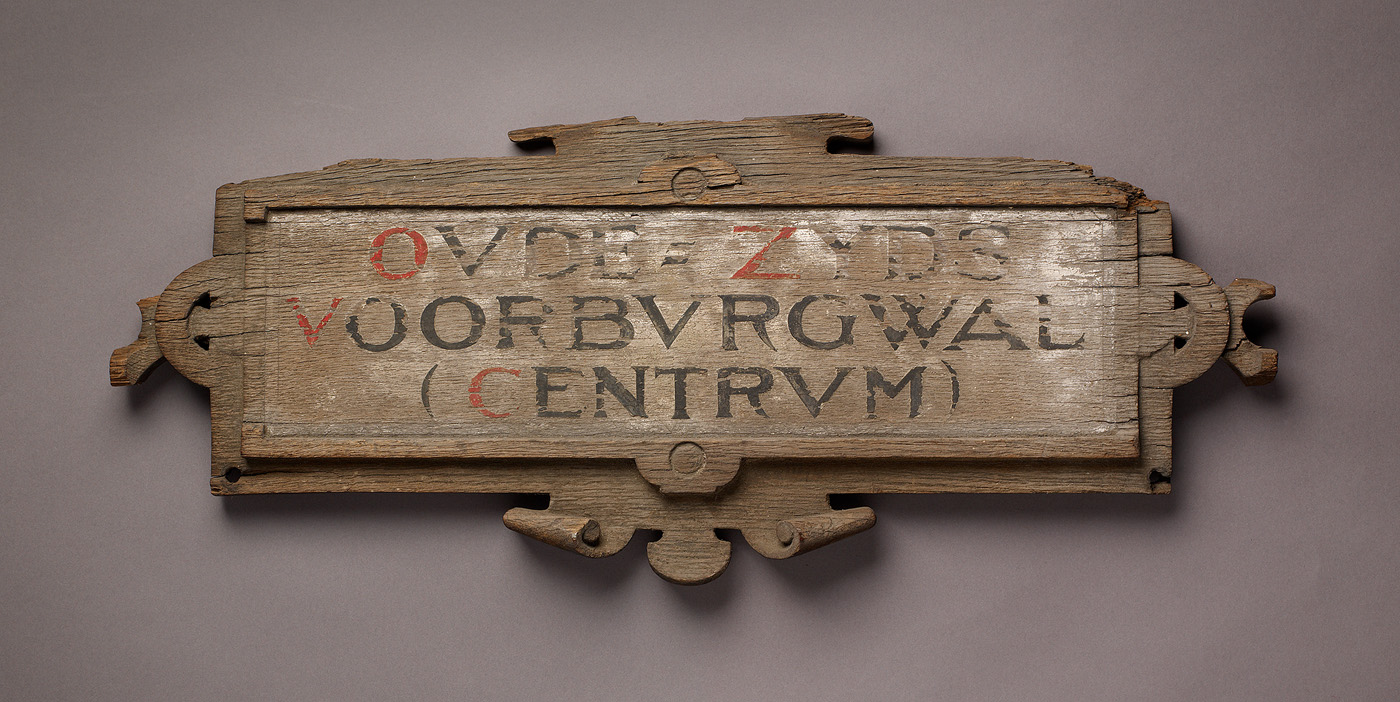 OVDE=ZYDS
VOORBVRGWAL
(CENTRVM)